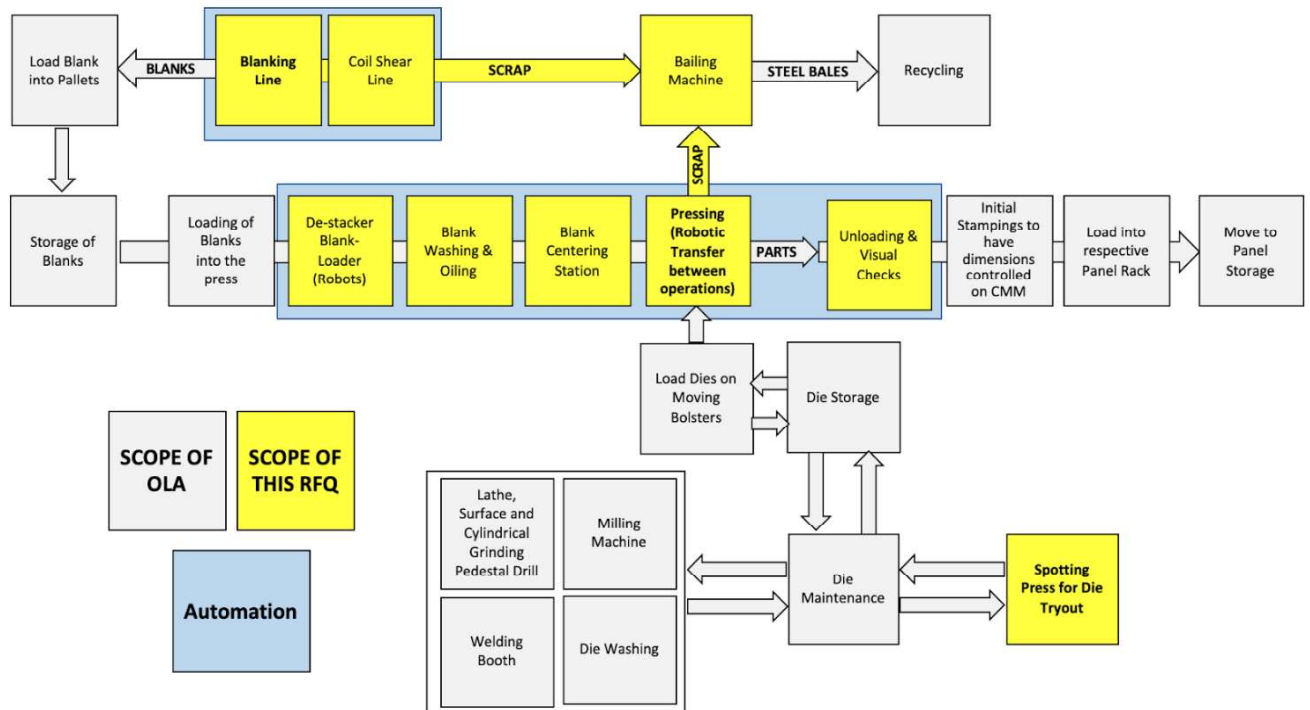 Load Blank
into Pallets
BLANKS
Blanking
Line
Coil Shear
Line
SCRAP
Bailing
Machine
STEEL BALES
Recycling
SCRAP
Storage of
Blanks
Loading of
Blanks
into the
press
De-stacker
Blank-
Loader
(Robots)
Blank
Washing &
Oiling
Blank
Centering
Station
Pressing
(Robotic
Transfer
between
operations)
PARTS
Unloading &
Visual
Checks
Initial
Stampings to
have
dimensions
controlled
on CMM
Load into
respective
Panel Rack
Move to
Panel
Storage
Load Dies on
Moving
Bolsters
Die Storage
SCOPE OF
OLA
SCOPE OF
THIS RFQ
Automation
Lathe,
Surface and
Cylindrical
Grinding
Pedestal Drill
Milling
Machine
Welding
Booth
Die Washing
Die
Maintenance
Spotting
Press for Die
Tryout